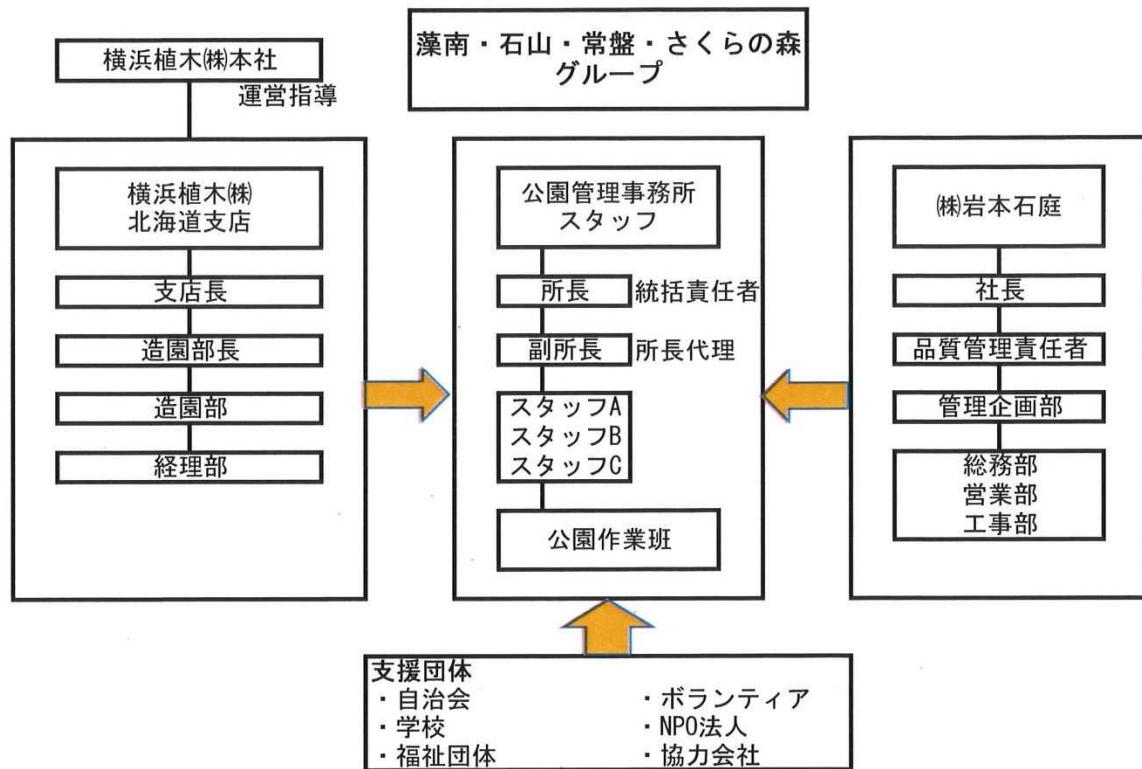 横浜植木㈱本社
運営指導
藻南・石山・常盤・さくらの森
グループ
横浜植木㈱
北海道支店
支店長
造園部長
造園部
経理部
公園管理事務所
スタッフ
所長 統括責任者
副所長 所長代理
スタッフA
スタッフB
スタッフC
公園作業班
㈱岩本石庭
社長
品質管理責任者
管理企画部
総務部
営業部
工事部
支援団体
・自治会 ・ボランティア
・学校 ・NPO法人
・福祉団体 ・協力会社